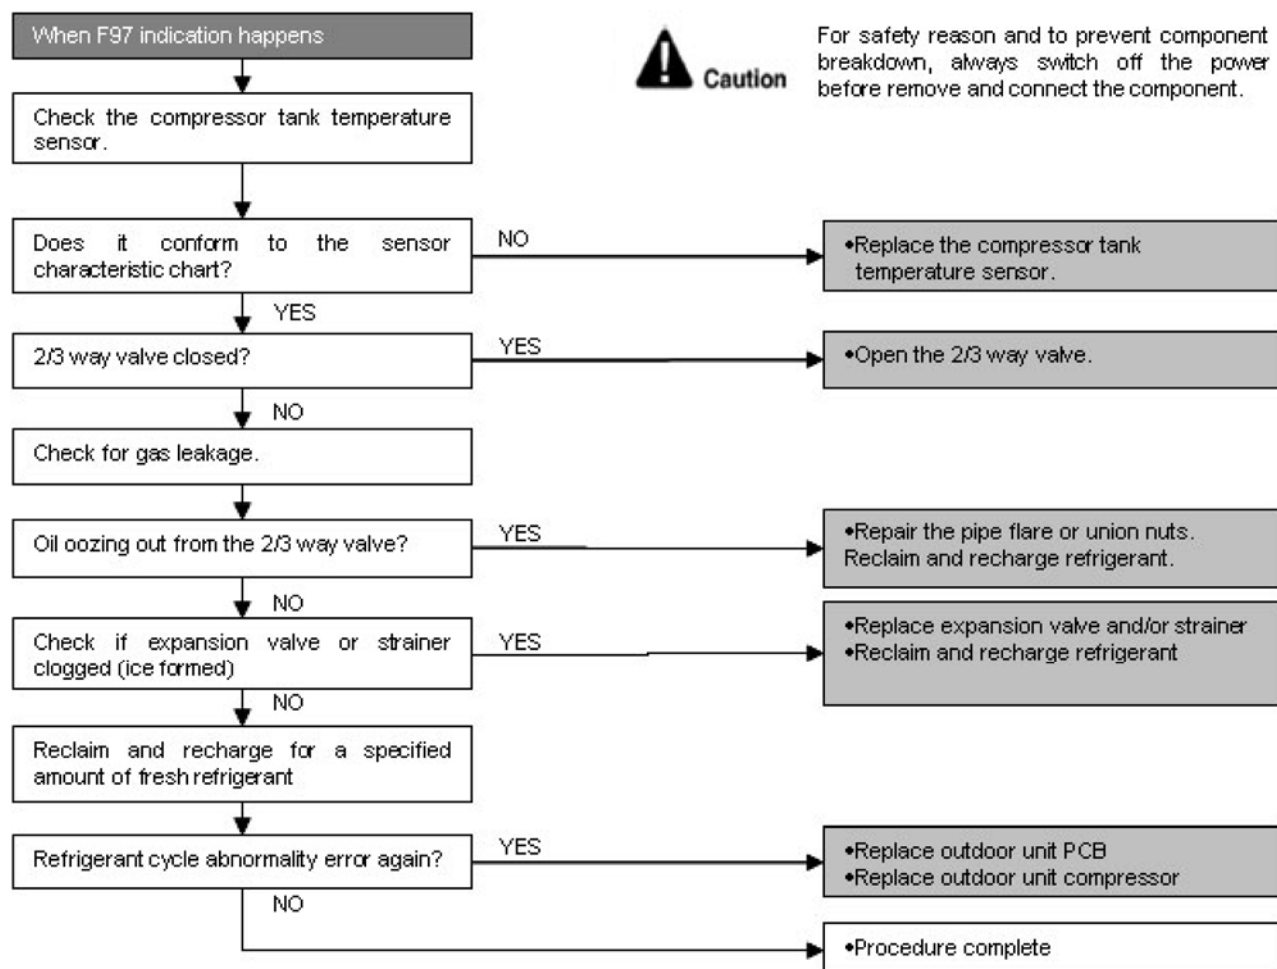 When F97 indication happens
Caution
For safety reason and to prevent component
breakdown, always switch off the power
before remove and connect the component.
Check the compressor tank temperature
sensor.
Does it conform to the sensor
characteristic chart?
NO
•Replace the compressor tank
temperature sensor.
YES
2/3 way valve closed?
YES
•Open the 2/3 way valve.
NO
Check for gas leakage.
Oil oozing out from the 2/3 way valve?
YES
•Repair the pipe flare or union nuts.
Reclaim and recharge refrigerant.
NO
Check if expansion valve or strainer
clogged (ice formed)
YES
•Replace expansion valve and/or strainer
•Reclaim and recharge refrigerant
NO
Reclaim and recharge for a specified
amount of fresh refrigerant
Refrigerant cycle abnormality error again?
YES
•Replace outdoor unit PCB
•Replace outdoor unit compressor
NO
•Procedure complete